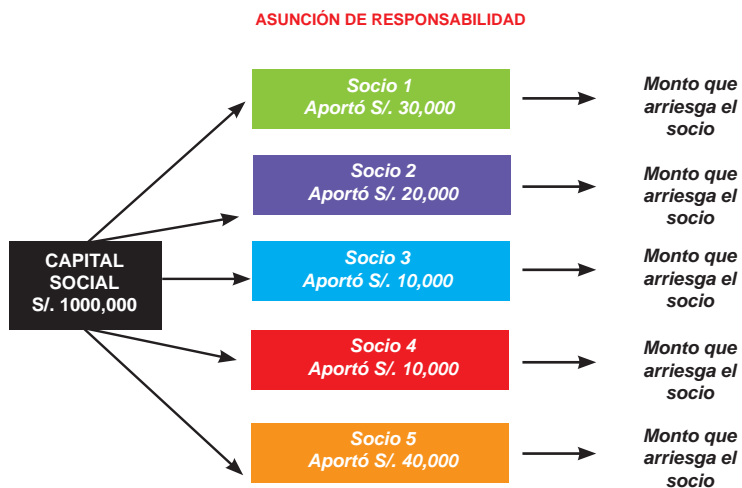 ASUNCIÓN DE RESPONSABILIDAD
CAPITAL
SOCIAL
S/. 1000,000
Socio 1
Aportó S/. 30,000
Monto que
arriesga el
socio
Socio 2
Aportó S/. 20,000
Monto que
arriesga el
socio
Socio 3
Aportó S/. 10,000
Monto que
arriesga el
socio
Socio 4
Aportó S/. 10,000
Monto que
arriesga el
socio
Socio 5
Aportó S/. 40,000
Monto que
arriesga el
socio